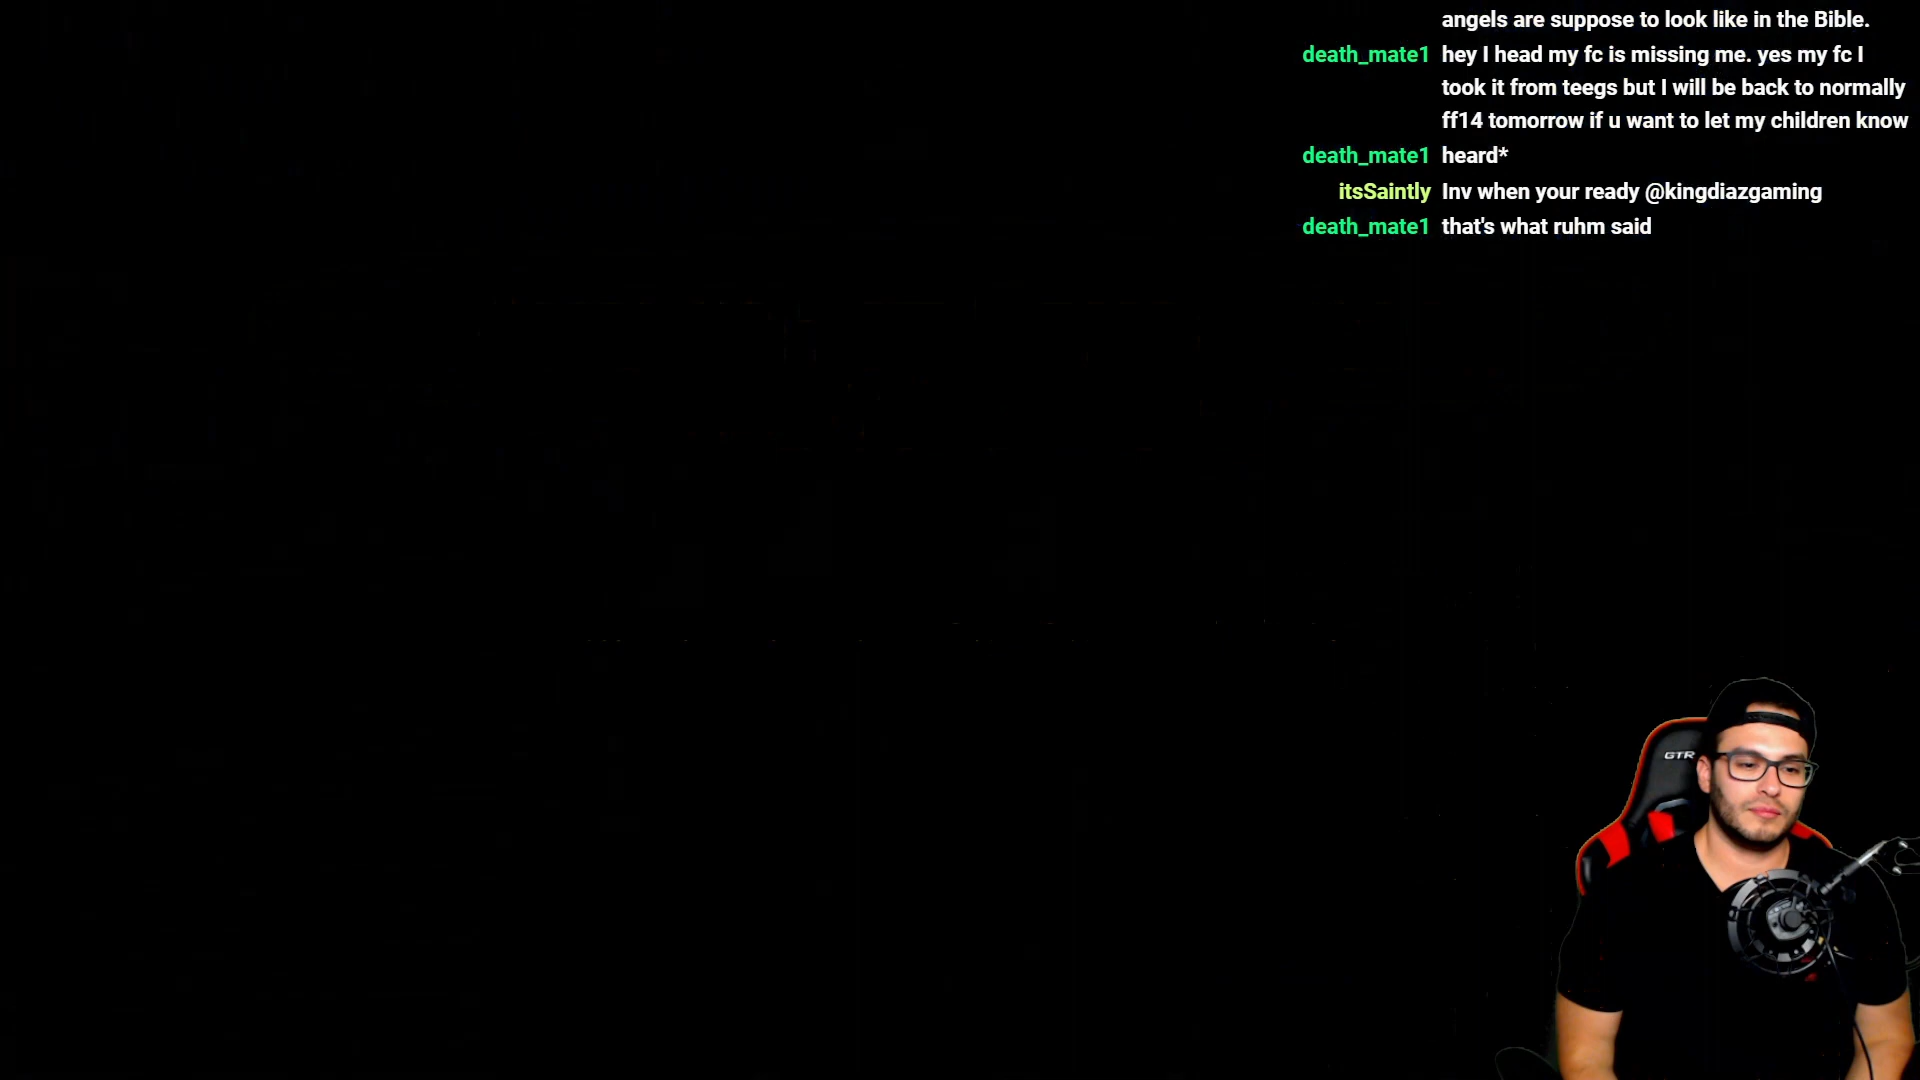 angels are suppose to look like in the Bible.
death_mate1 hey I head my fc is missing me. yes my fc I
took it from teegs but I will be back to normally
ff14 tomorrow if u want to let my children know
death_mate1 heard*
itsSaintly Inv when your ready @kingdiazgaming
death_mate1 that's what ruhm said
GTR